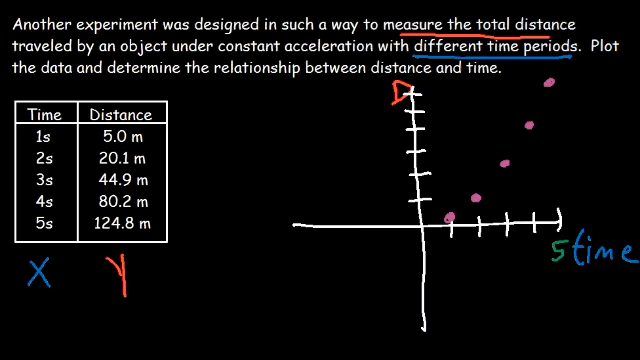 Another experiment was designed in such a way to measure the total distance
traveled by an object under constant acceleration with different time periods. Plot
the data and determine the relationship between distance and time.
D
Time Distance
1s 5.0 m
2s 20.1 m
3s 44.9 m
4s 80.2 m
5s 124.8 m
5 time
X Y